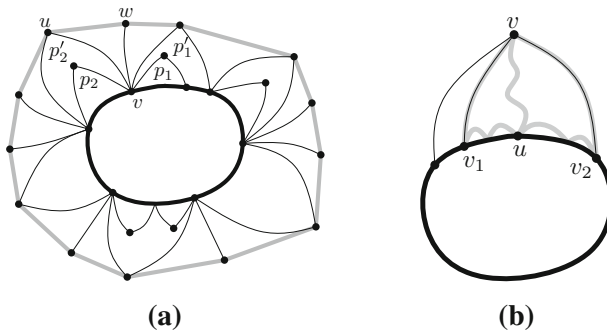 u w v
p′₂ p′₁
p₂ p₁
v v₁ u v₂
(a) (b)